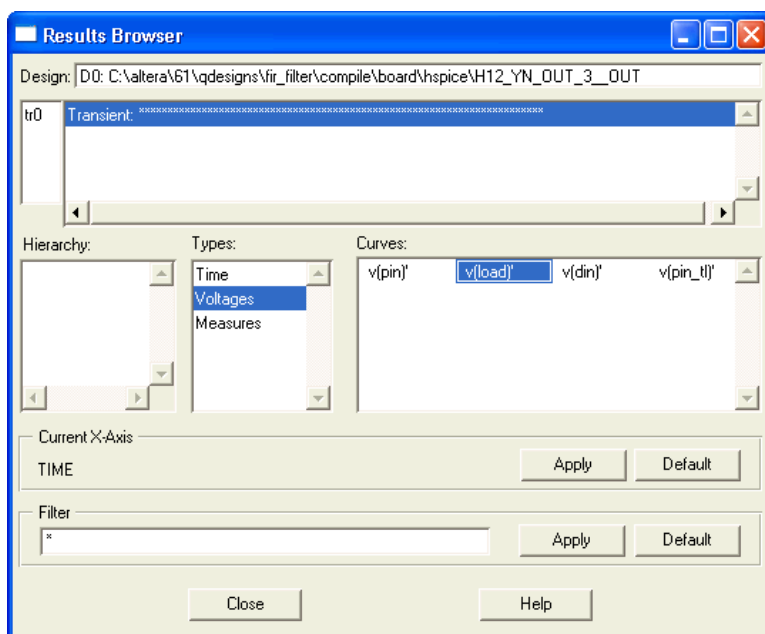 Results Browser
Design: D0: C:\altera\61\qdesigns\fir_filter\compile\board\hspice\H12_YN_OUT_3__OUT
tr0 Transient: **********************************************************************
Hierarchy: Types: Curves:
Time v(pin)' v(load)' v(din)' v(pin_tl)'
Voltages
Measures
Current X-Axis
TIME Apply Default
Filter
* Apply Default
Close Help